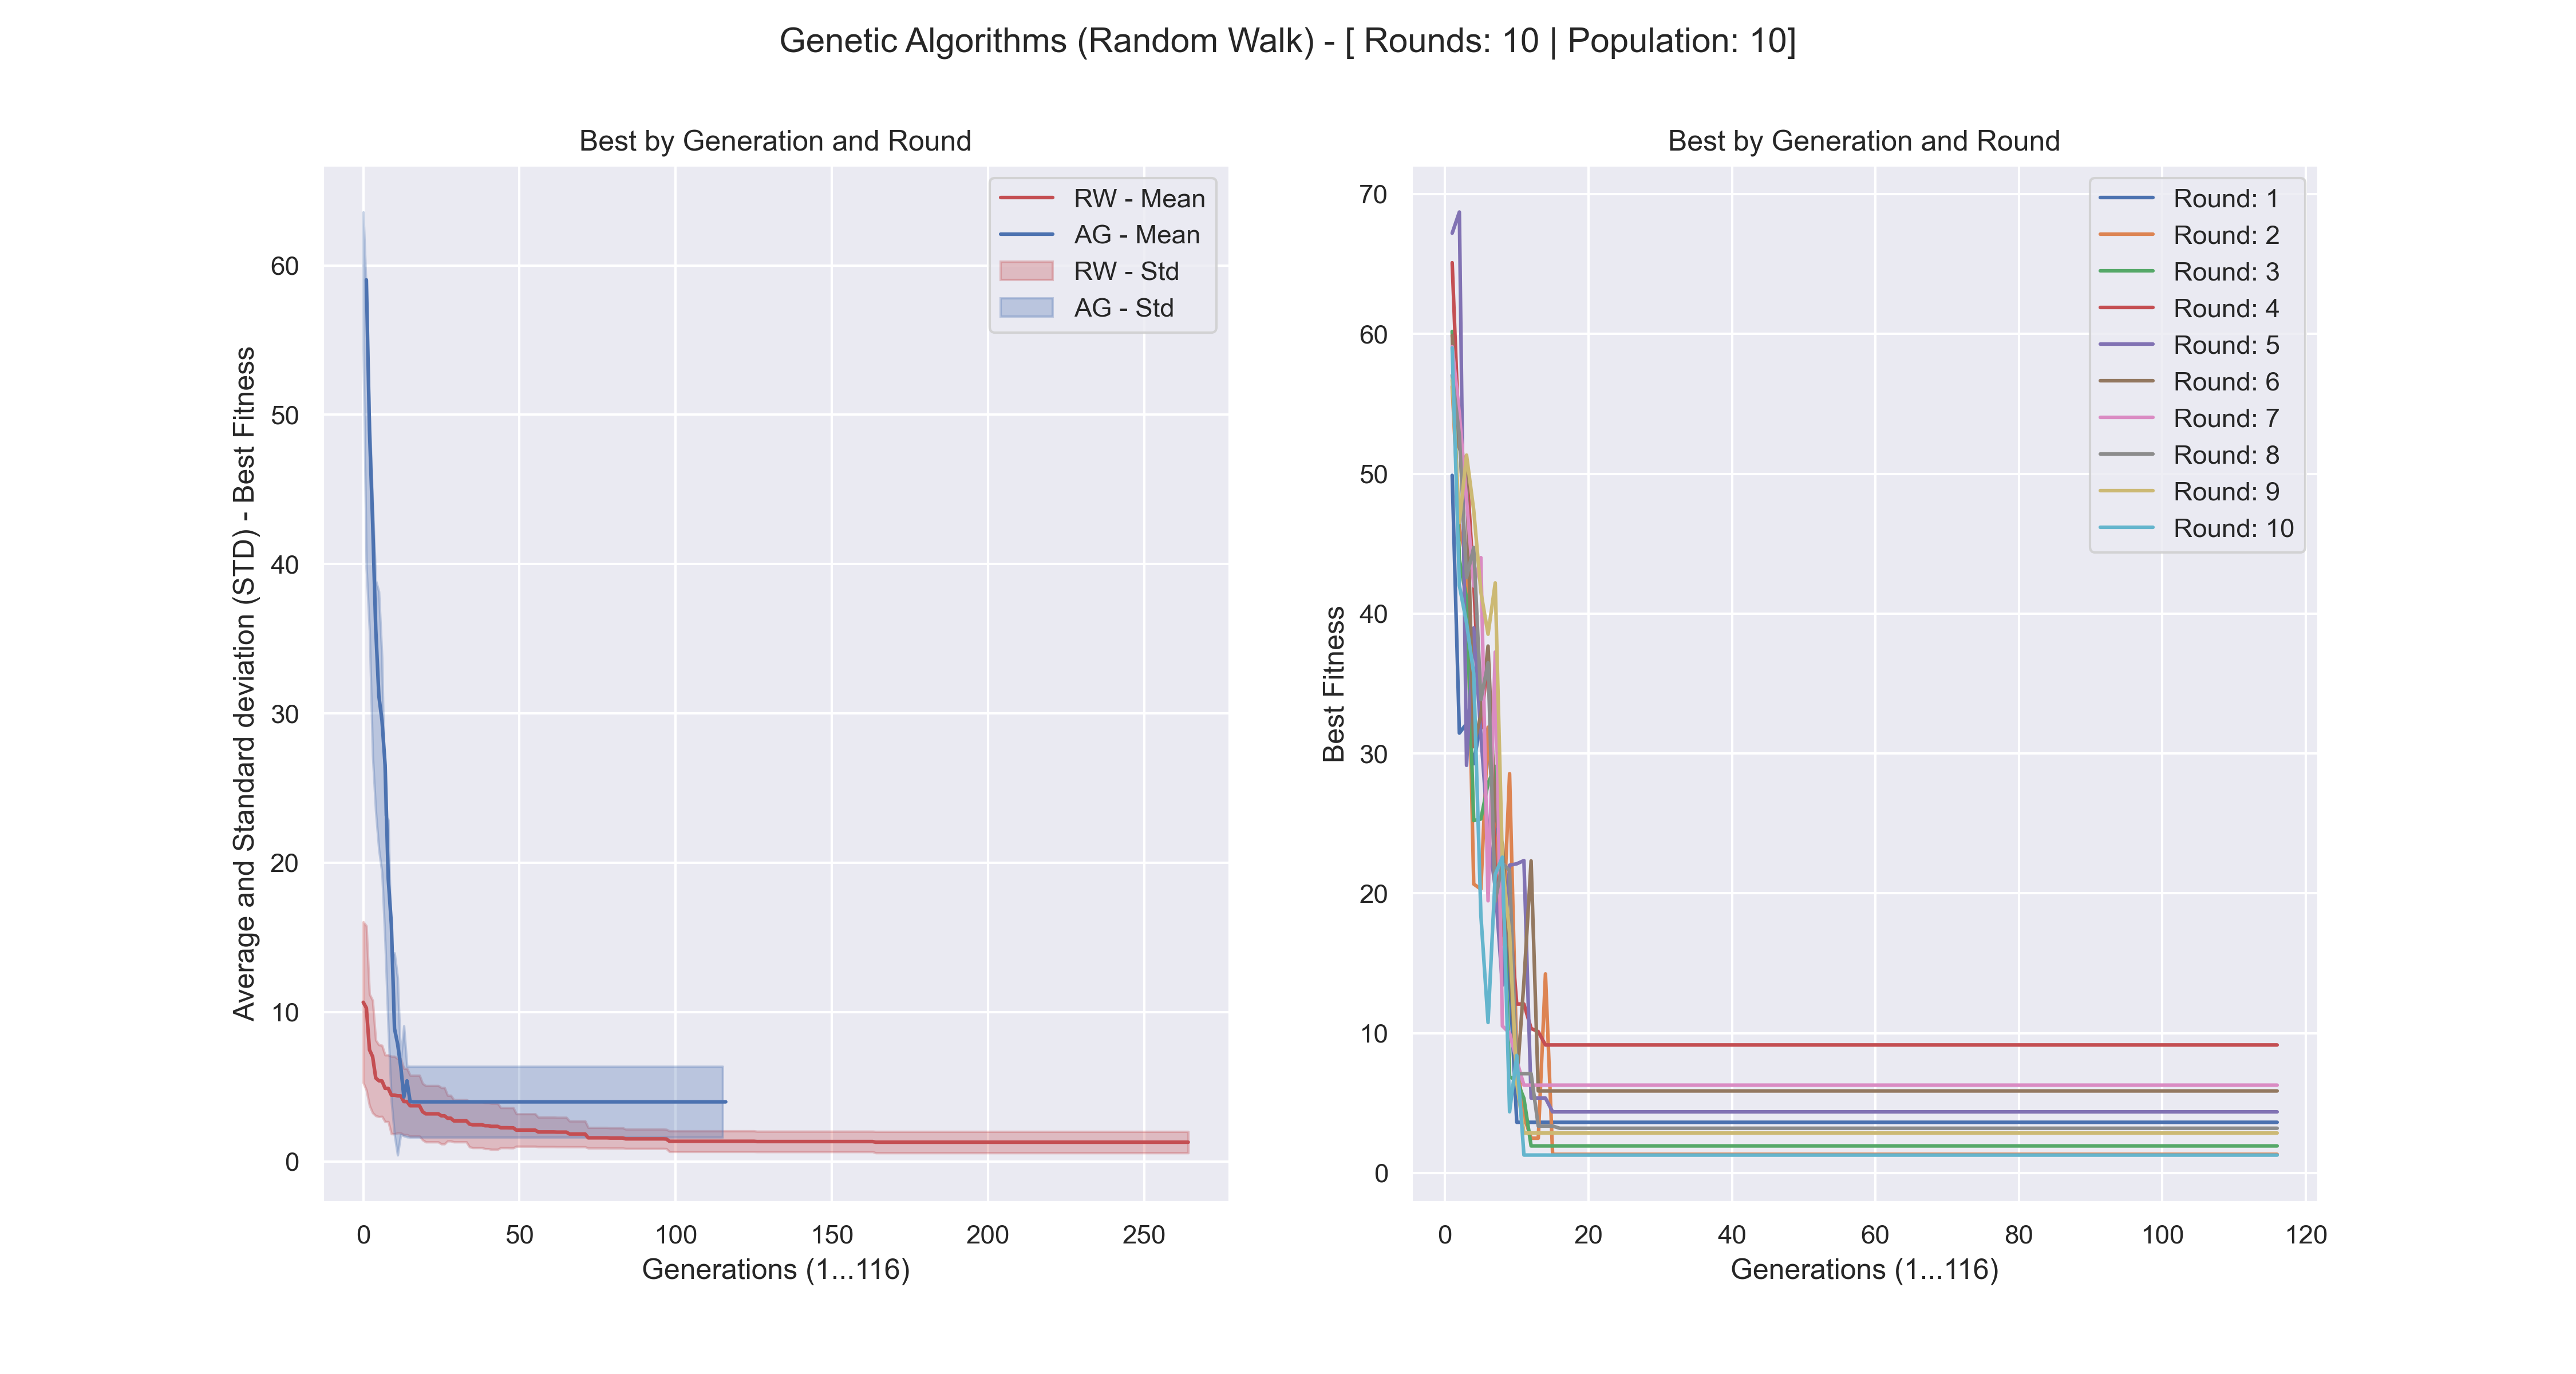 Genetic Algorithms (Random Walk) - [ Rounds: 10 | Population: 10]
Best by Generation and Round
RW - Mean
AG - Mean
RW - Std
AG - Std
Average and Standard deviation (STD) - Best Fitness
60
50
40
30
20
10
0
0 50 100 150 200 250
Generations (1...116)
Best by Generation and Round
Round: 1
Round: 2
Round: 3
Round: 4
Round: 5
Round: 6
Round: 7
Round: 8
Round: 9
Round: 10
Best Fitness
70
60
50
40
30
20
10
0
0 20 40 60 80 100 120
Generations (1...116)